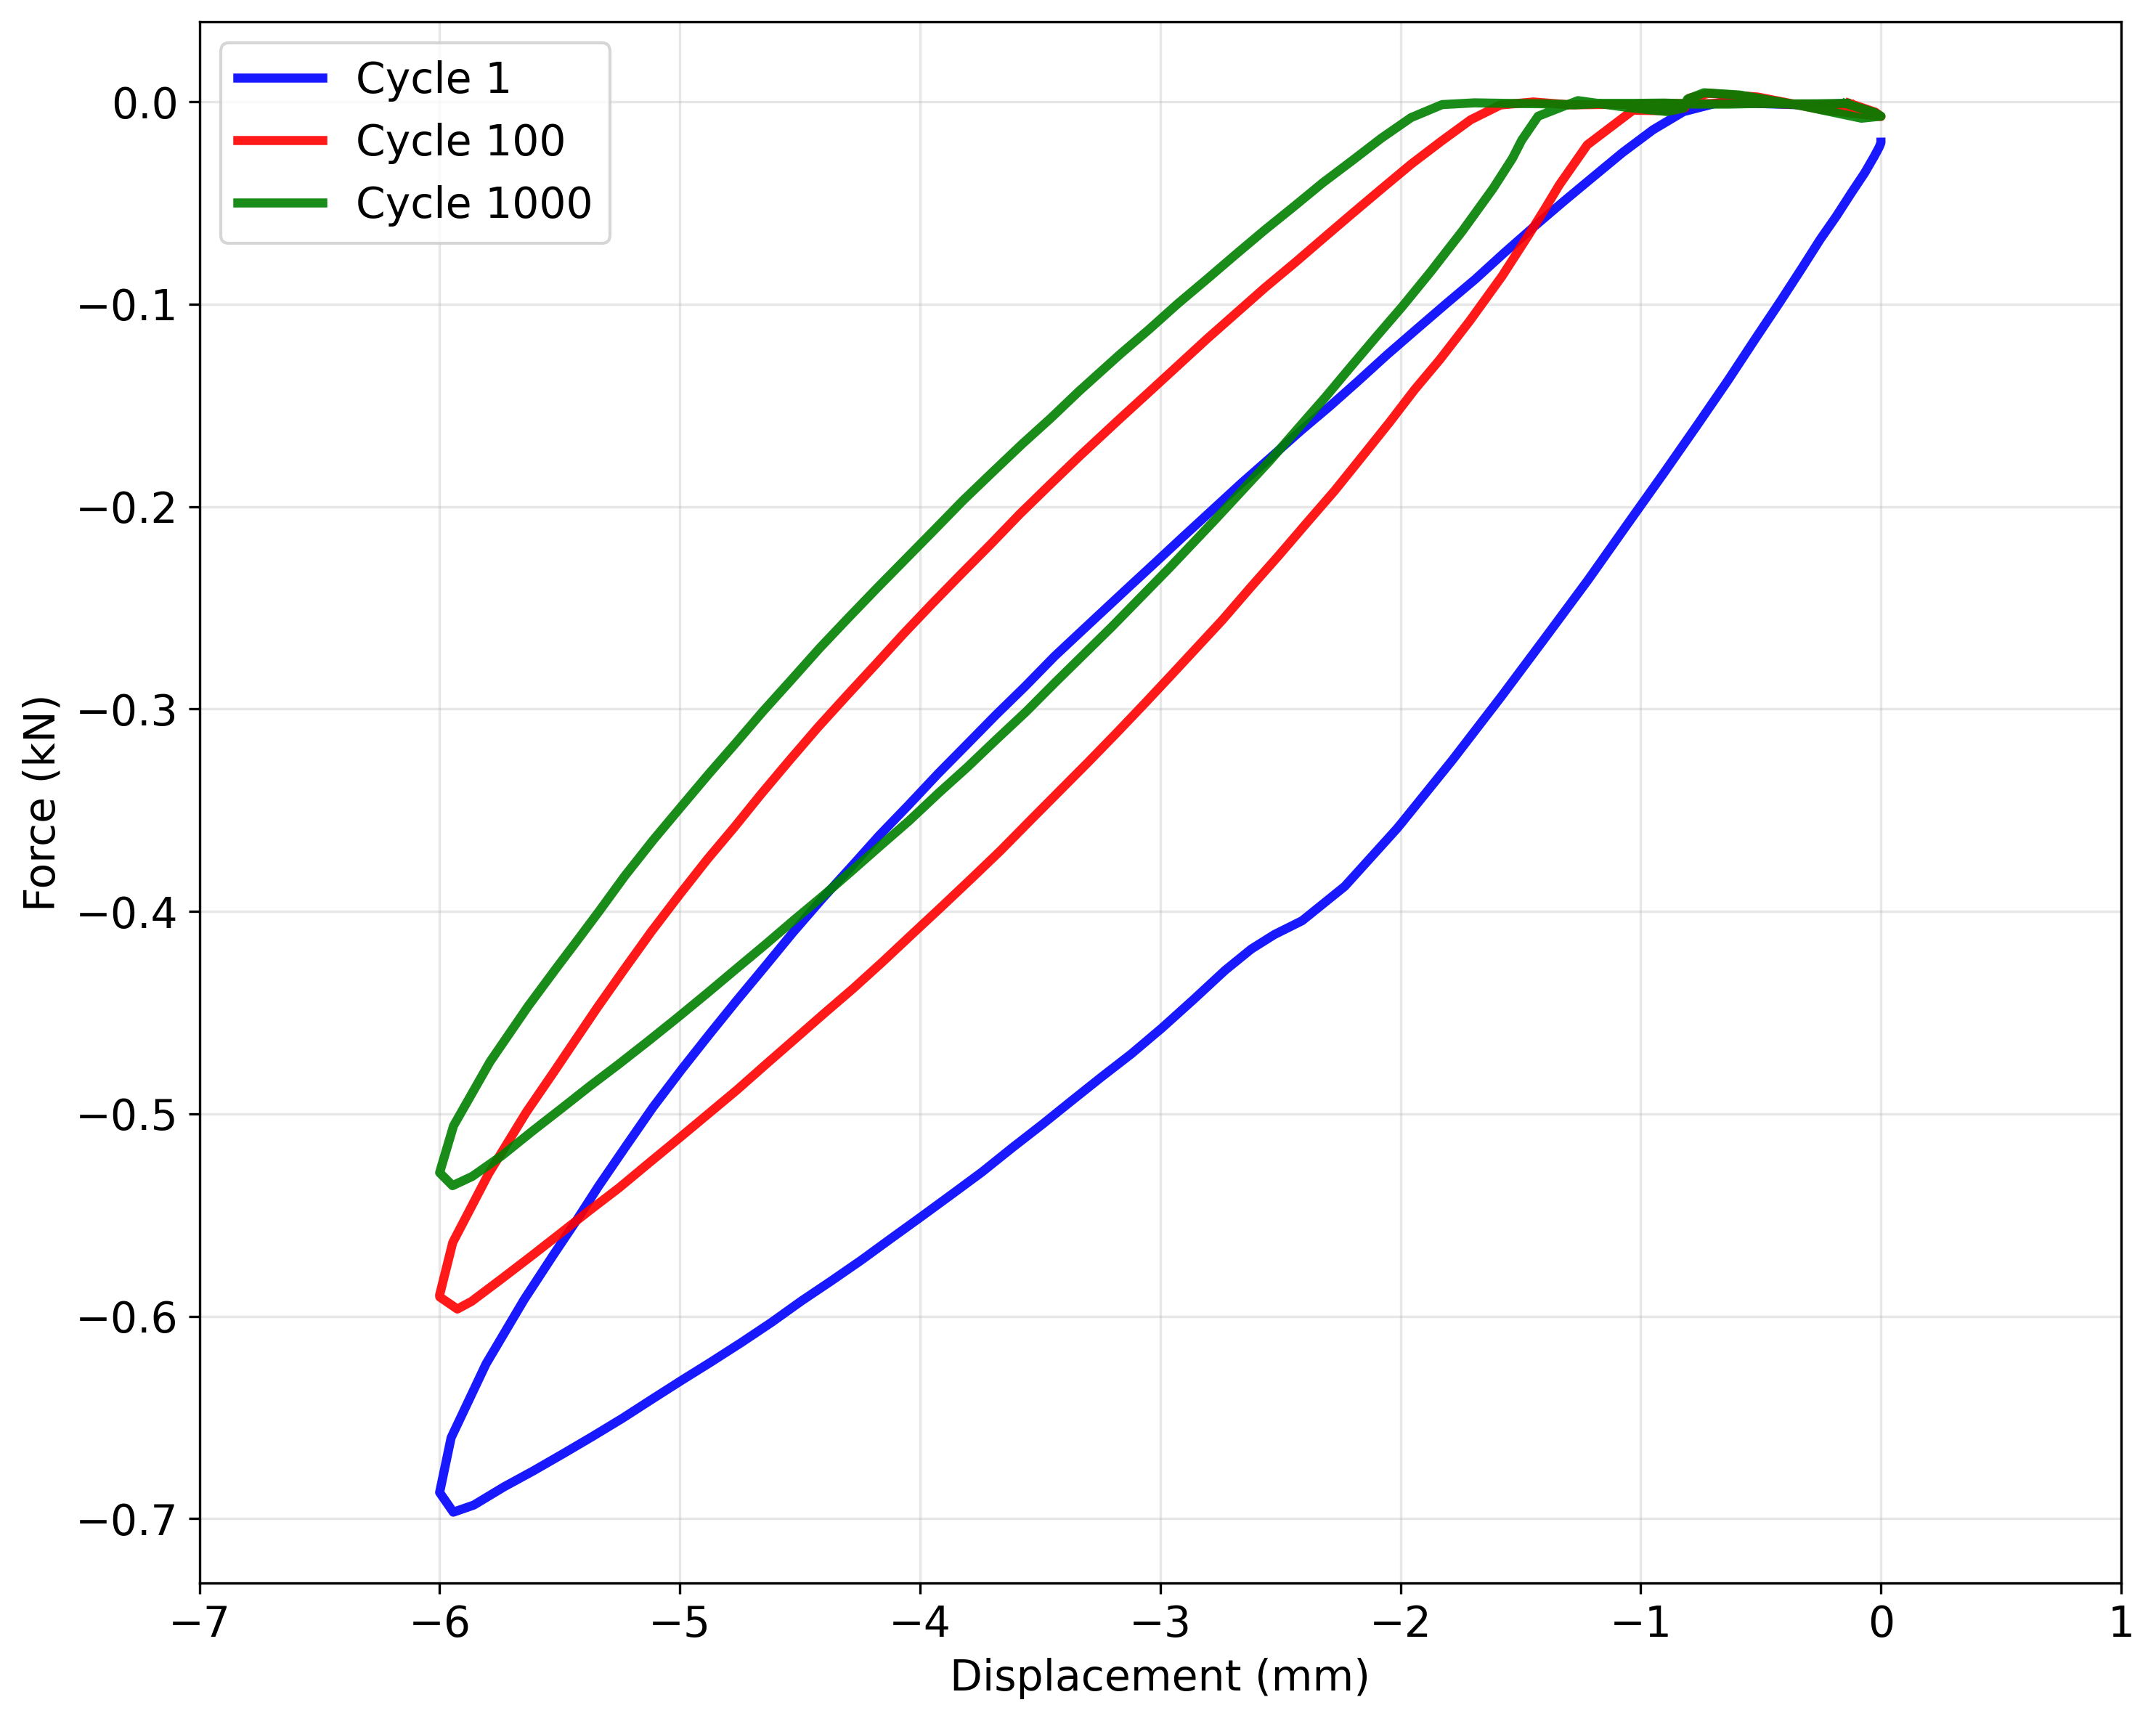 Cycle 1
Cycle 100
Cycle 1000
0.0
−0.1
−0.2
−0.3
−0.4
−0.5
−0.6
−0.7
Force (kN)
−7 −6 −5 −4 −3 −2 −1 0 1
Displacement (mm)